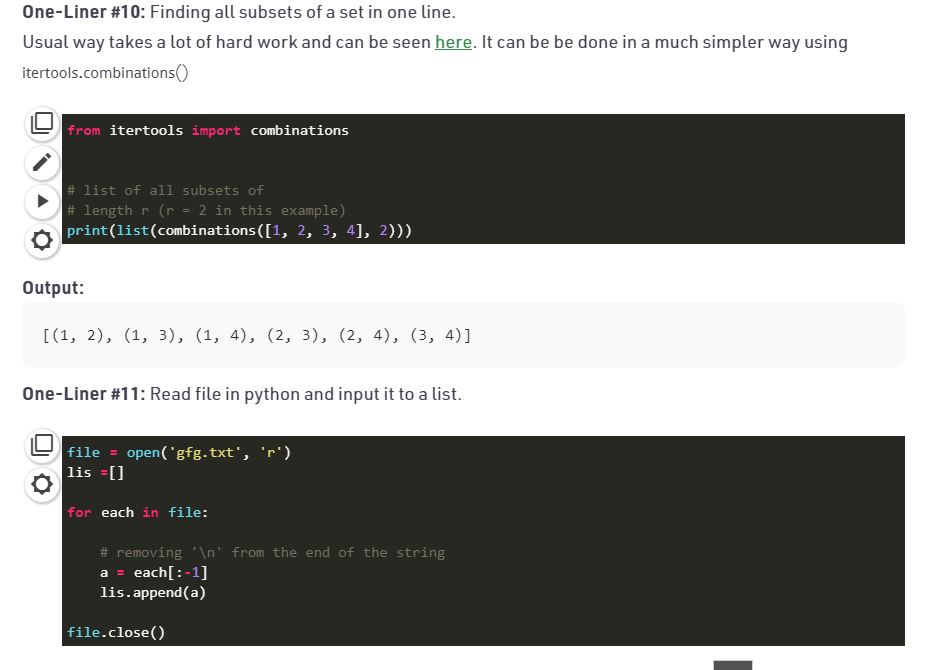 One-Liner #10: Finding all subsets of a set in one line.
Usual way takes a lot of hard work and can be seen here. It can be be done in a much simpler way using
itertools.combinations()
from itertools import combinations
# list of all subsets of
# length r (r = 2 in this example)
print(list(combinations([1, 2, 3, 4], 2)))
Output:
[(1, 2), (1, 3), (1, 4), (2, 3), (2, 4), (3, 4)]
One-Liner #11: Read file in python and input it to a list.
file = open('gfg.txt', 'r')
lis =[]
for each in file:
# removing '\n' from the end of the string
a = each[:-1]
lis.append(a)
file.close()